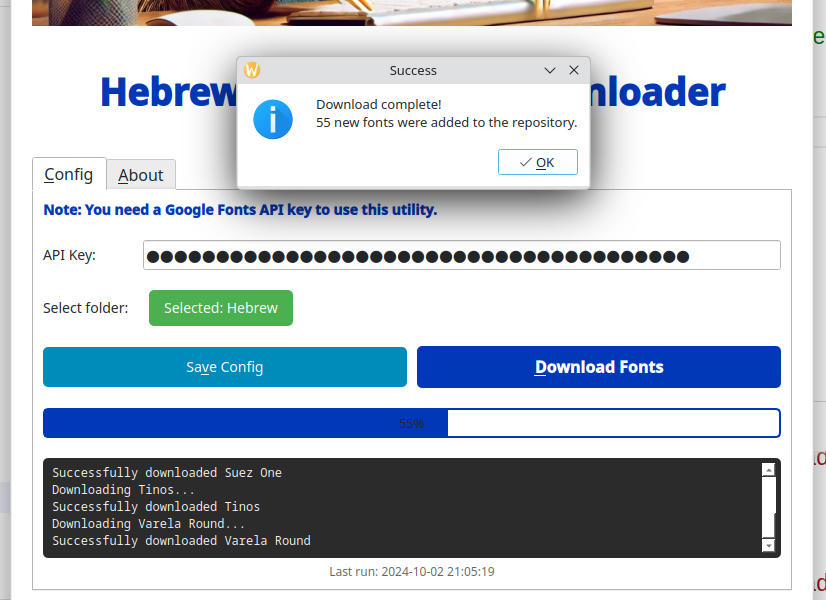 Success
Download complete!
55 new fonts were added to the repository.
OK
Hebrew nloader
Config About
Note: You need a Google Fonts API key to use this utility.
API Key: ●●●●●●●●●●●●●●●●●●●●●●●●●●●●●●●●●●●●●●●
Select folder: Selected: Hebrew
Save Config Download Fonts
55%
Successfully downloaded Suez One
Downloading Tinos...
Successfully downloaded Tinos
Downloading Varela Round...
Successfully downloaded Varela Round
Last run: 2024-10-02 21:05:19